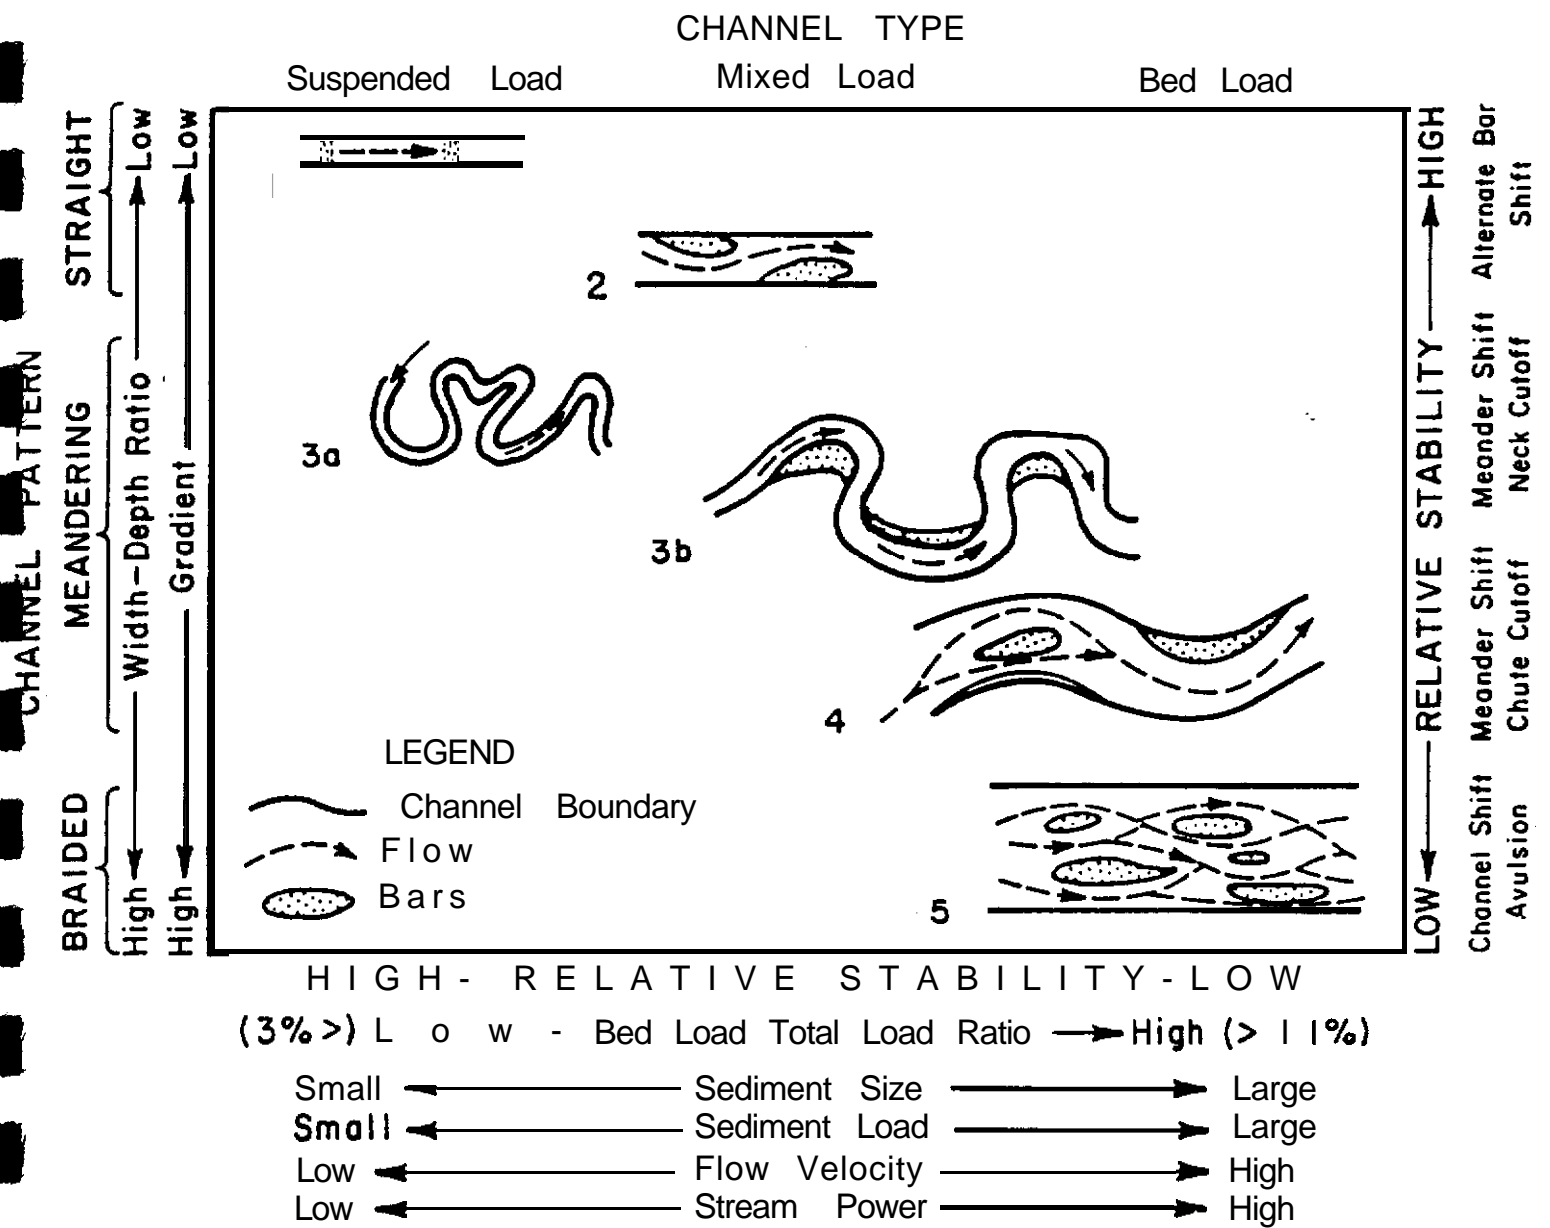 CHANNEL TYPE
Suspended Load
Mixed Load
Bed Load
CHANNEL PATTERN
STRAIGHT
MEANDERING
BRAIDED
Low
Width-Depth Ratio
High
Low
Gradient
High
2
3a
3b
4
5
LEGEND
Channel Boundary
Flow
Bars
HIGH
RELATIVE STABILITY
LOW
Alternate Bar
Shift
Meander Shift
Neck Cutoff
Meander Shift
Chute Cutoff
Channel Shift
Avulsion
HIGH- RELATIVE STABILITY-LOW
(3%>) Low - Bed Load Total Load Ratio High (> 11%)
Small Sediment Size Large
Small Sediment Load Large
Low Flow Velocity High
Low Stream Power High